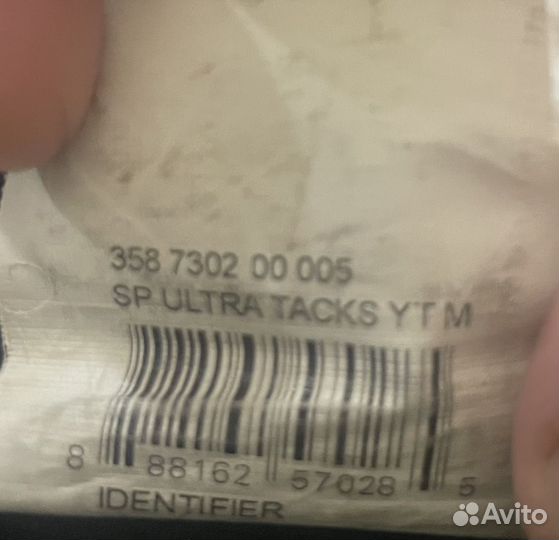 358 7302 00 005
SP ULTRA TACKS YT M
8 88162 57028 5
IDENTIFIER
Avito